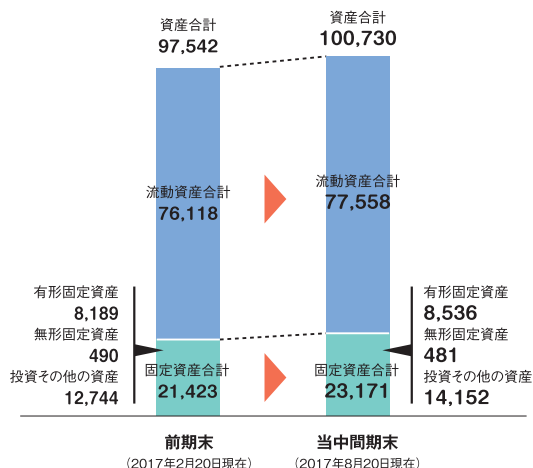 資産合計
97,542
流動資産合計
76,118
有形固定資産
8,189
無形固定資産
490
投資その他の資産
12,744
固定資産合計
21,423
前期末
（2017年2月20日現在）
資産合計
100,730
流動資産合計
77,558
固定資産合計
23,171
有形固定資産
8,536
無形固定資産
481
投資その他の資産
14,152
当中間期末
（2017年8月20日現在）